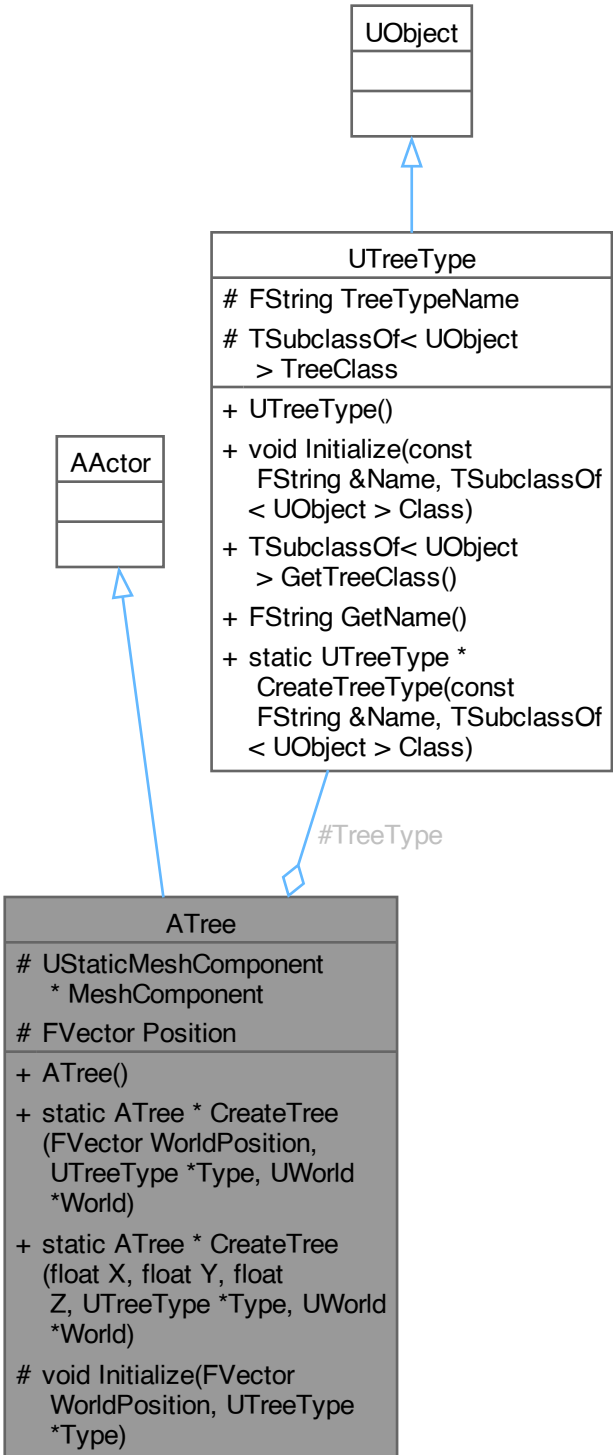 UObject
UTreeType
# FString TreeTypeName
# TSubclassOf< UObject
> TreeClass
+ UTreeType()
+ void Initialize(const
FString &Name, TSubclassOf
< UObject > Class)
+ TSubclassOf< UObject
> GetTreeClass()
+ FString GetName()
+ static UTreeType *
CreateTreeType(const
FString &Name, TSubclassOf
< UObject > Class)
AActor
#TreeType
ATree
# UStaticMeshComponent
* MeshComponent
# FVector Position
+ ATree()
+ static ATree * CreateTree
(FVector WorldPosition,
UTreeType *Type, UWorld
*World)
+ static ATree * CreateTree
(float X, float Y, float
Z, UTreeType *Type, UWorld
*World)
# void Initialize(FVector
WorldPosition, UTreeType
*Type)